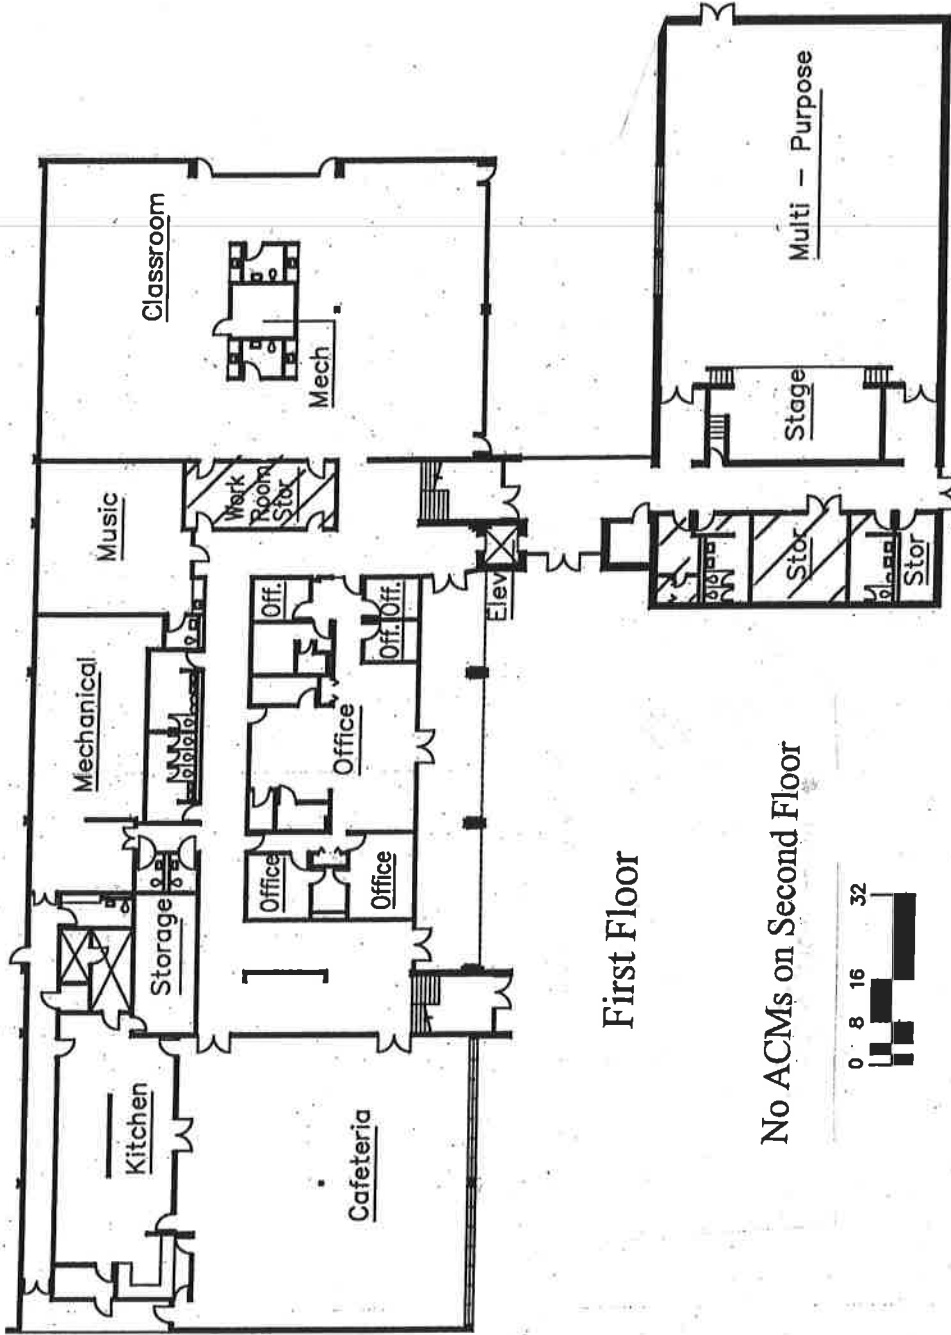 Classroom
Mech
Music
Work
Room
Stor
Mechanical
Off.
Off.
Off.
Office
Office
Office
Elev
Storage
Kitchen
Cafeteria
Multi – Purpose
Stage
Stor
Stor
First Floor
No ACMs on Second Floor
0 8 16 32